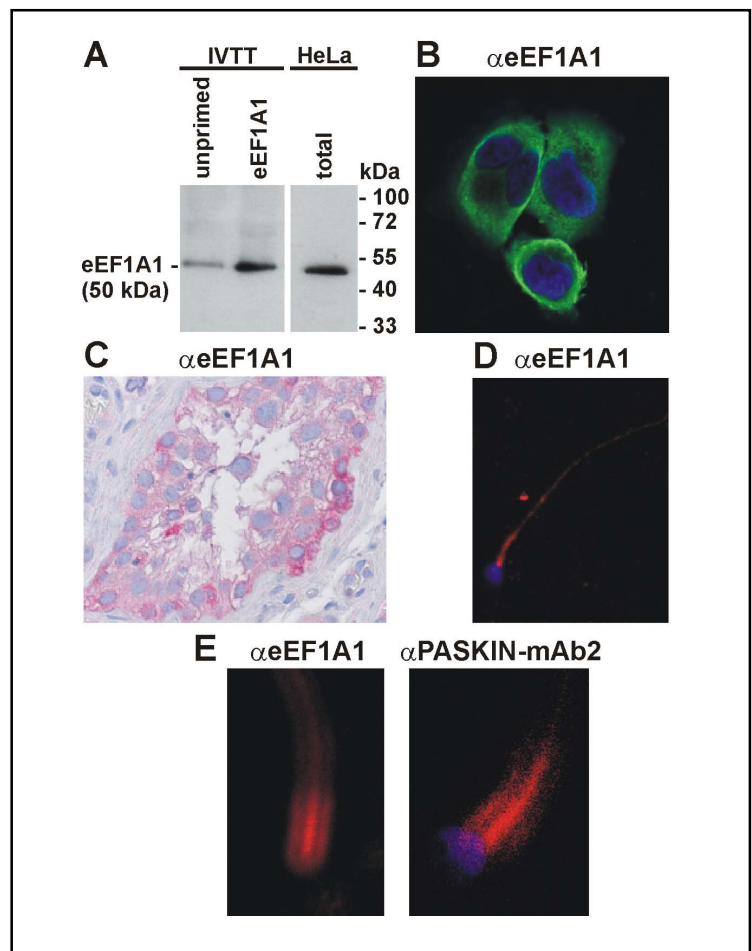 A
IVTT
HeLa
unprimed
eEF1A1
total
kDa
- 100
- 72
- 55
- 40
- 33
eEF1A1 -
(50 kDa)
B
αeEF1A1
C
αeEF1A1
D
αeEF1A1
E
αeEF1A1
αPASKIN-mAb2